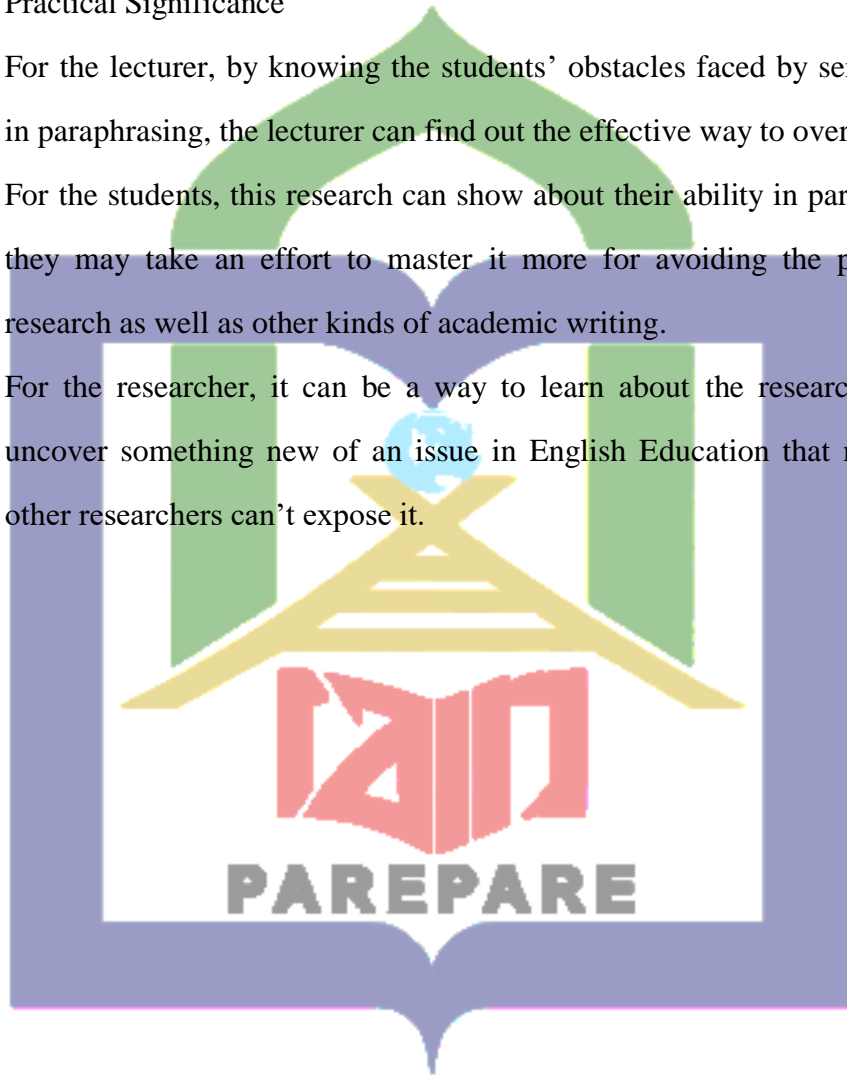 Practical Significance
For the lecturer, by knowing the students’ obstacles faced by
in paraphrasing, the lecturer can find out the effective way to
For the students, this research can show about their ability in
they may take an effort to master it more for avoiding the
research as well as other kinds of academic writing.
For the researcher, it can be a way to learn about the
uncover something new of an issue in English Education that
other researchers can’t expose it.
iain
PAREPARE